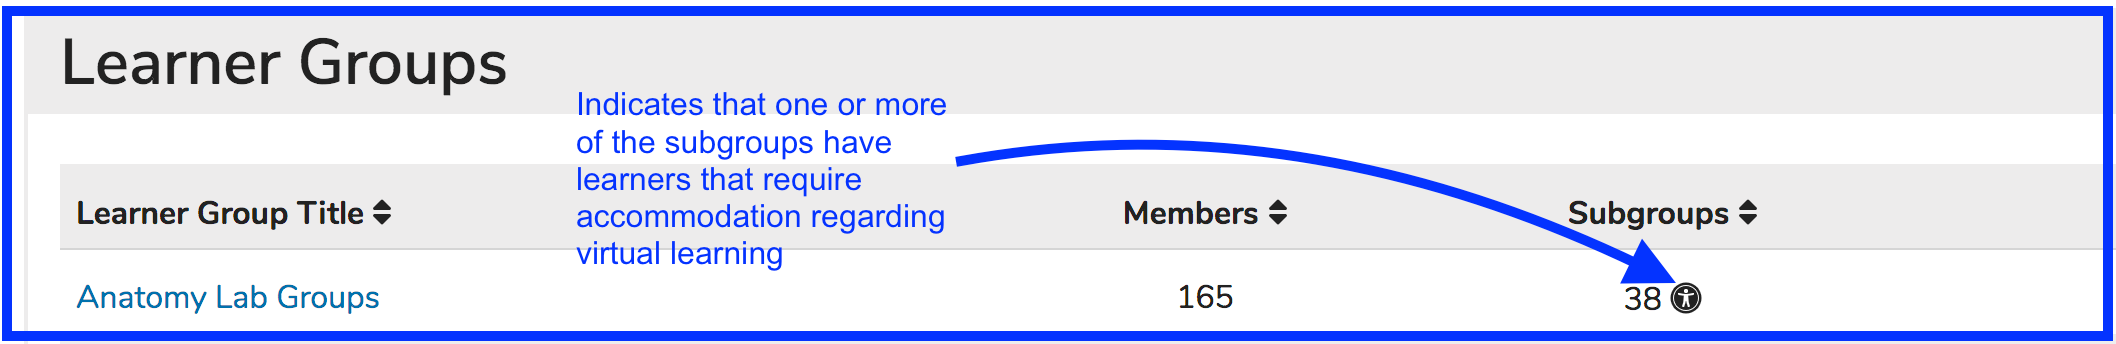 Learner Groups
Indicates that one or more
of the subgroups have
learners that require
accommodation regarding
virtual learning
Learner Group Title Members Subgroups
Anatomy Lab Groups 165 38